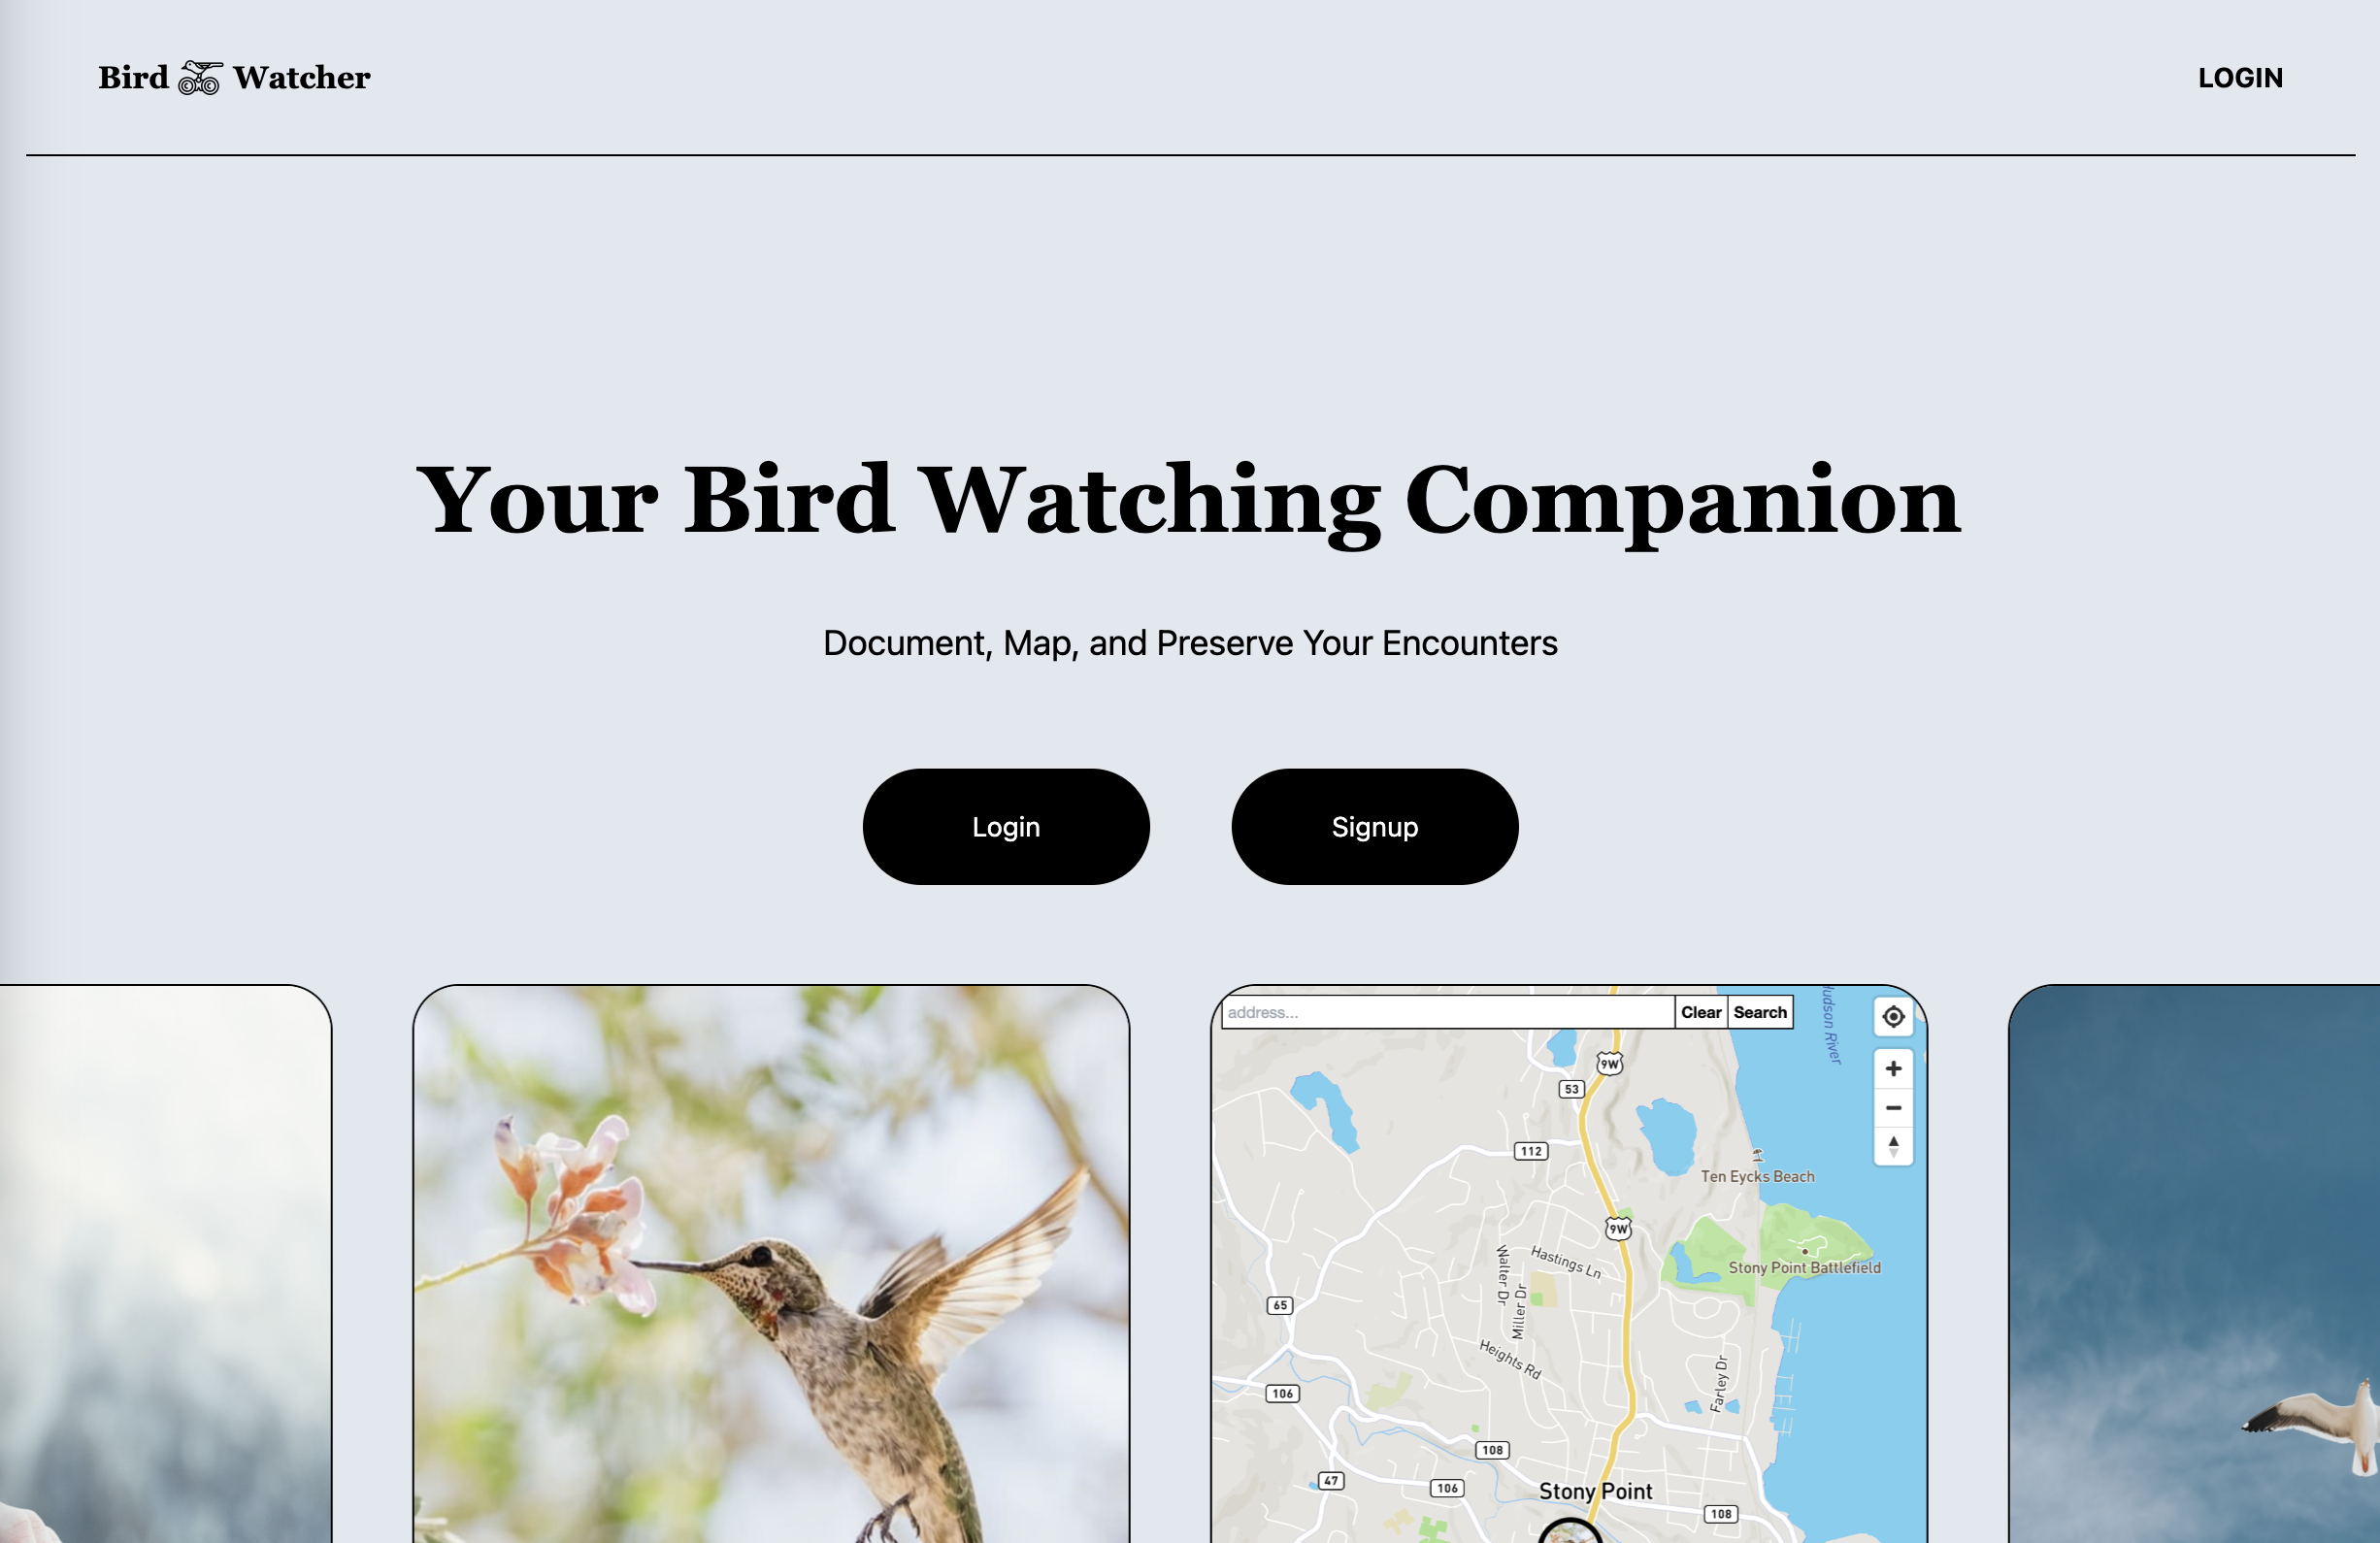 Bird Watcher
LOGIN
Your Bird Watching Companion
Document, Map, and Preserve Your Encounters
Login
Signup
address...
Clear
Search
Hudson River
9W
53
112
Ten Eycks Beach
9W
Stony Point Battlefield
Hastings Ln
Walter Dr
Miller Dr
65
Heights Rd
Farley Dr
106
108
47
106
Stony Point
108